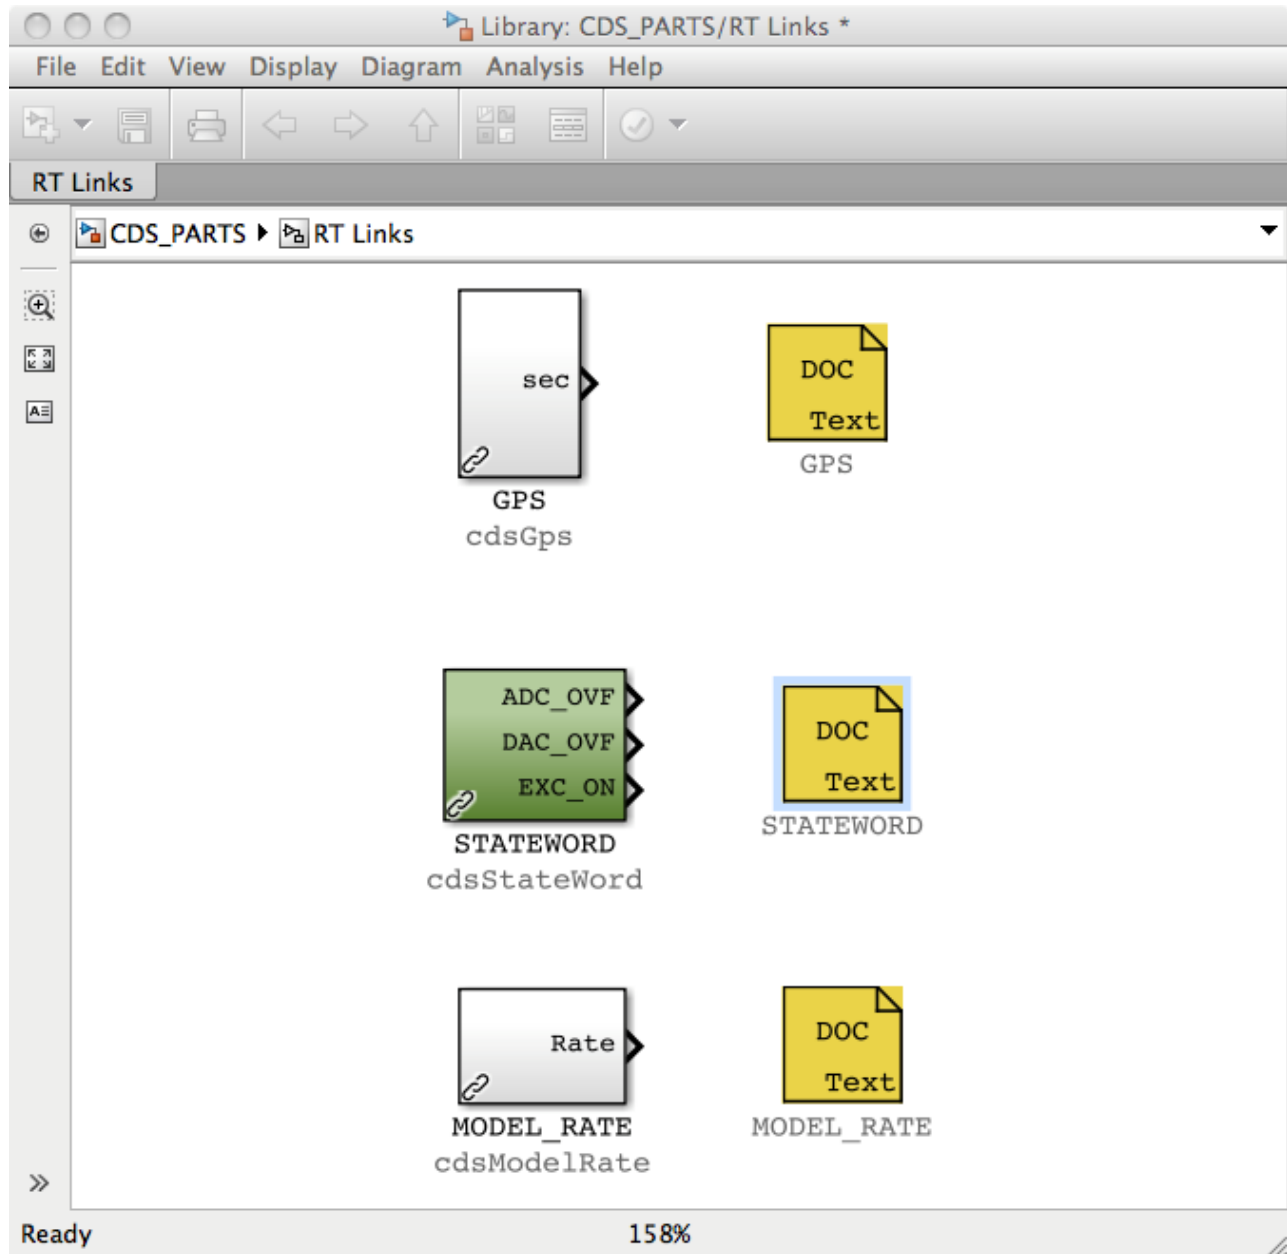 Library: CDS_PARTS/RT Links *
File Edit View Display Diagram Analysis Help
RT Links
CDS_PARTS RT Links
sec
GPS
cdsGps
DOC
Text
GPS
ADC_OVF
DAC_OVF
EXC_ON
STATEWORD
cdsStateWord
DOC
Text
STATEWORD
Rate
MODEL_RATE
cdsModelRate
DOC
Text
MODEL_RATE
Ready 158%